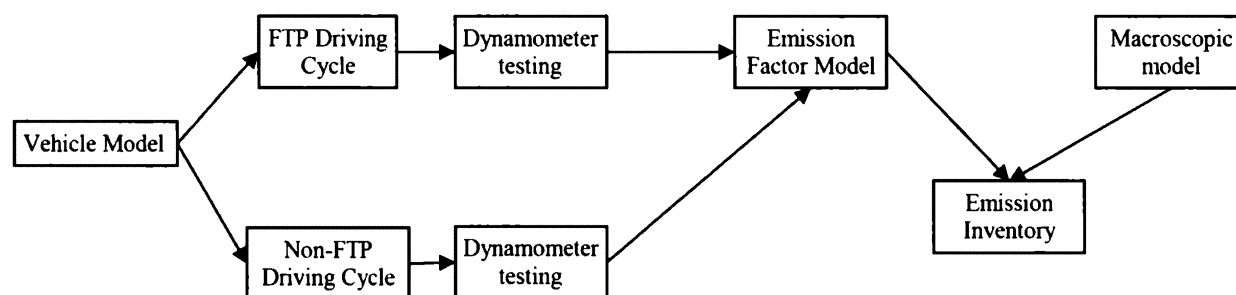 FTP Driving
Cycle
Dynamometer
testing
Emission
Factor Model
Macroscopic
model
Vehicle Model
Emission
Inventory
Non-FTP
Driving Cycle
Dynamometer
testing